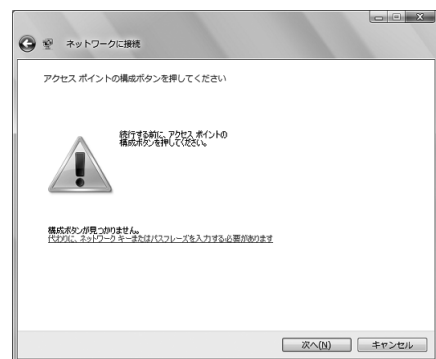 ネットワークに接続
アクセス ポイントの構成ボタンを押してください
続行する前に、アクセス ポイントの
構成ボタンを押してください。
構成ボタンが見つかりません。
代わりに、ネットワーク キーまたはパスフレーズを入力する必要があります
次へ(N)
キャンセル